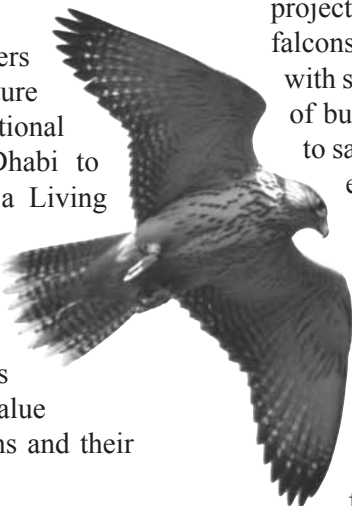 ers
ure
tional
Dhabi to
a Living
s
alue
ns and their
project
falcons
with s
of bu
to sa
e
t